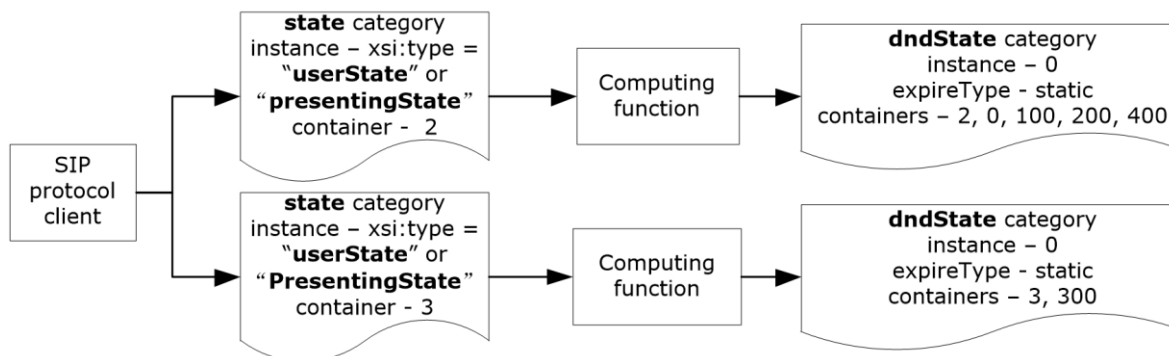 SIP
protocol
client
state category
instance – xsi:type =
“userState” or
“presentingState”
container - 2
Computing
function
dndState category
instance – 0
expireType - static
containers – 2, 0, 100, 200, 400
state category
instance – xsi:type =
“userState” or
“PresentingState”
container - 3
Computing
function
dndState category
instance – 0
expireType - static
containers – 3, 300